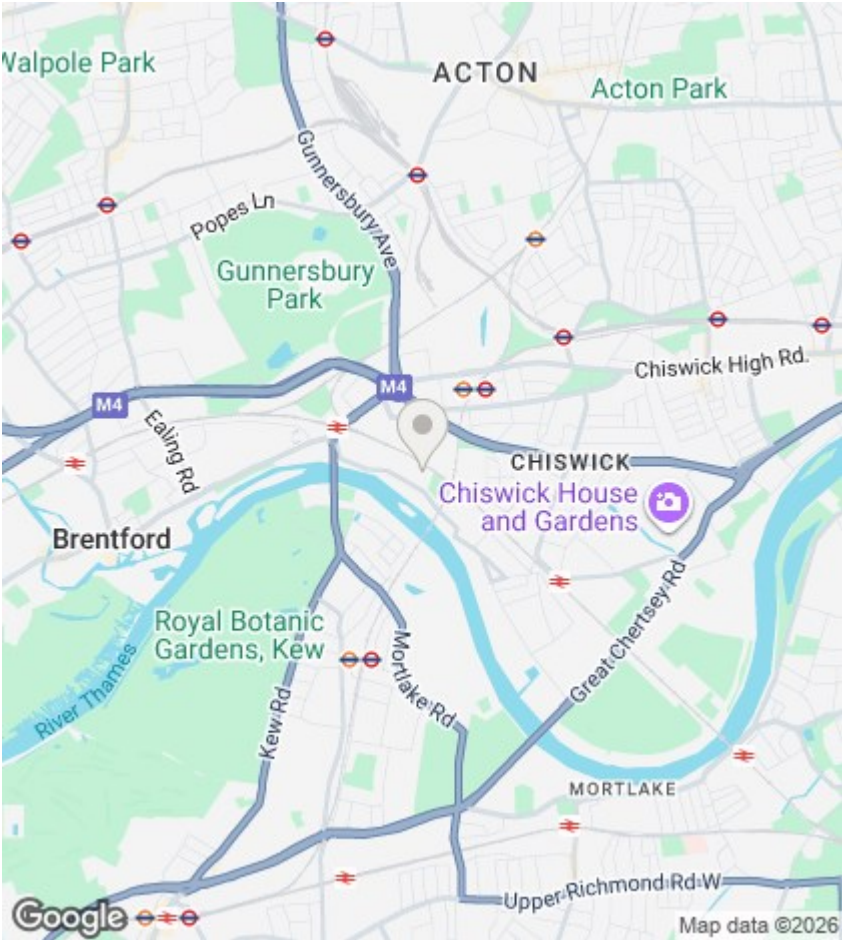 Walpole Park
ACTON
Acton Park
Gunnersbury Ave
Popes Ln
Gunnersbury
Park
Chiswick High Rd.
M4
M4
Ealing Rd
CHISWICK
Chiswick House
and Gardens
Brentford
Royal Botanic
Gardens, Kew
River Thames
Kew Rd
Mortlake Rd
Great Chertsey Rd
MORTLAKE
Upper Richmond Rd W
Google
Map data ©2026